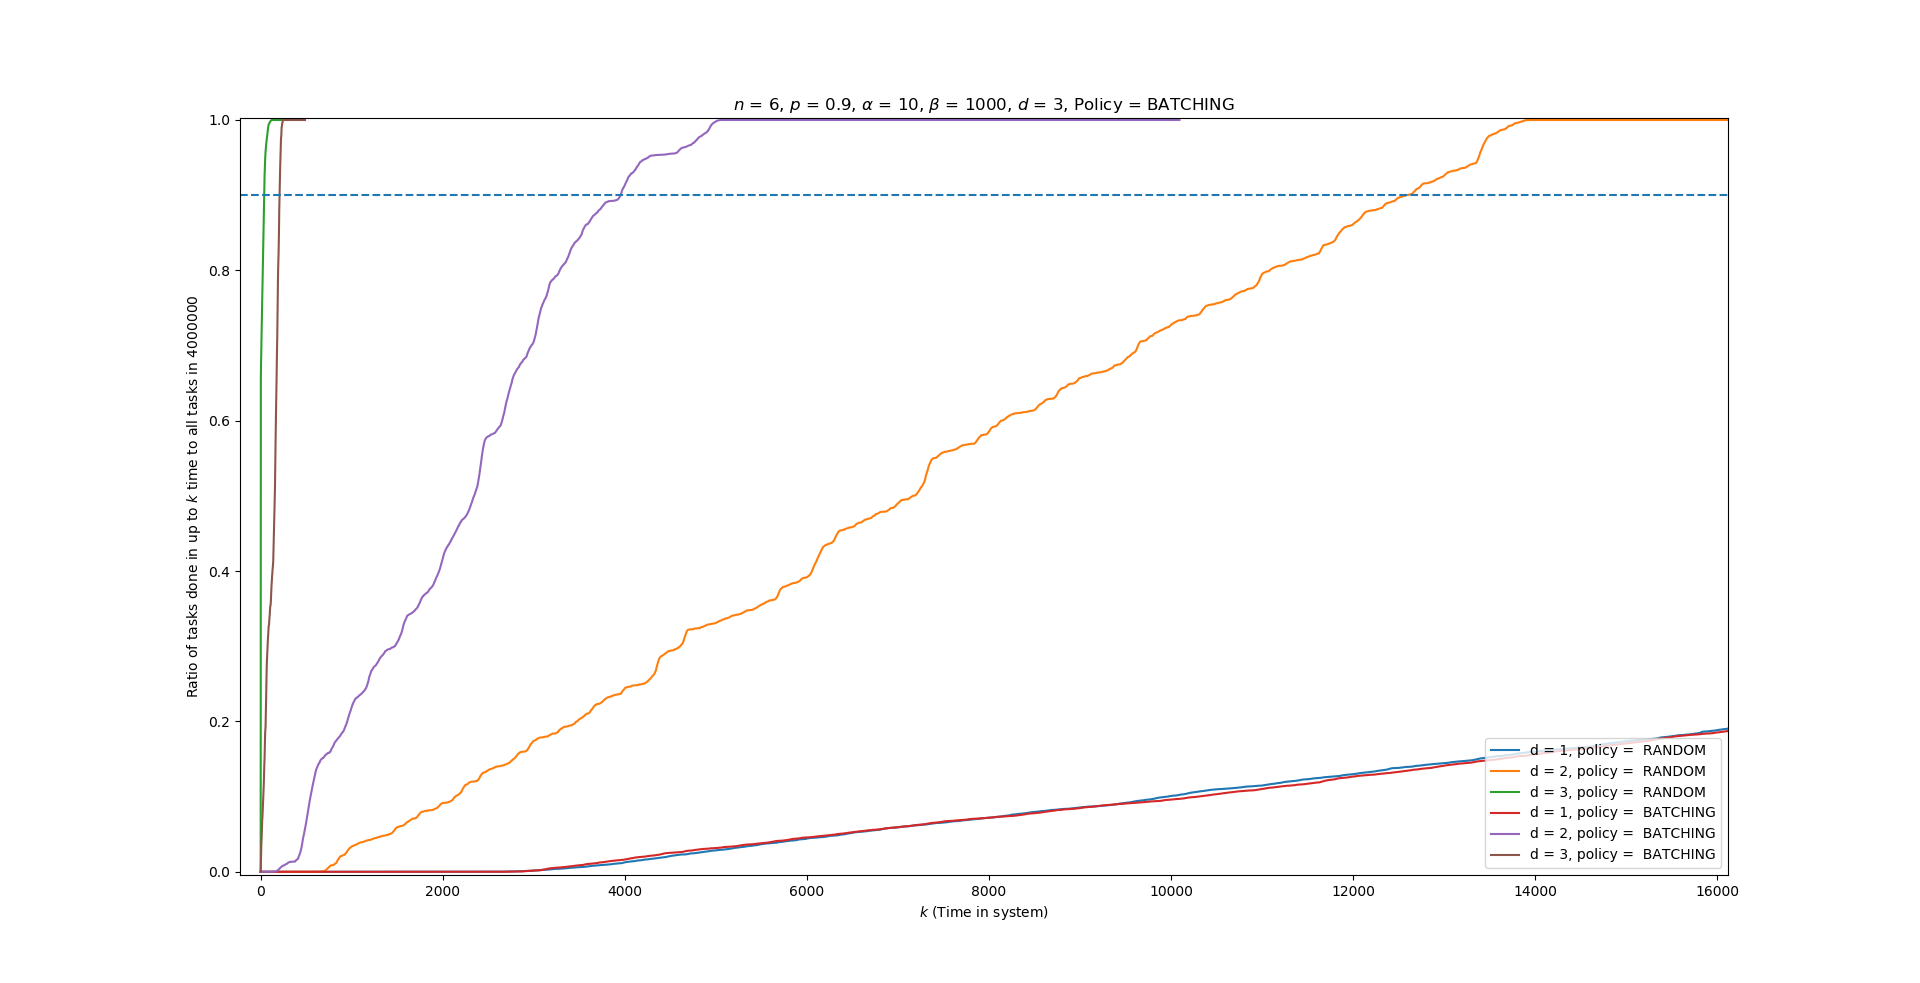 n = 6, p = 0.9, α = 10, β = 1000, d = 3, Policy = BATCHING
1.0
0.8
0.6
0.4
0.2
0.0
Ratio of tasks done in up to k time to all tasks in 4000000
0 2000 4000 6000 8000 10000 12000 14000 16000
k (Time in system)
d = 1, policy = RANDOM
d = 2, policy = RANDOM
d = 3, policy = RANDOM
d = 1, policy = BATCHING
d = 2, policy = BATCHING
d = 3, policy = BATCHING